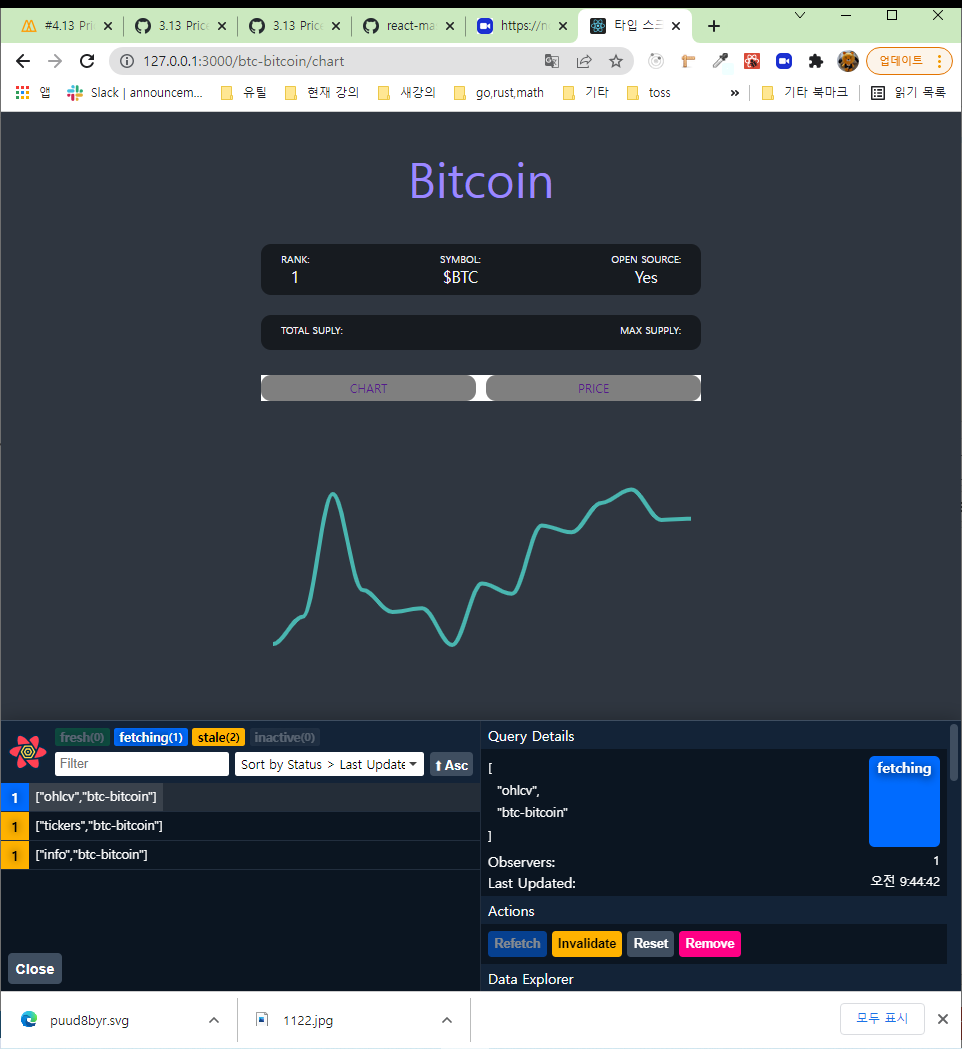 #4.13 Pri
3.13 Price
3.13 Price
react-ma
https://n
타입 스크
127.0.0.1:3000/btc-bitcoin/chart
업데이트
앱
Slack | announcem...
유틸
현재 강의
새강의
go,rust,math
기타
toss
»
기타 북마크
읽기 목록
Bitcoin
RANK:
SYMBOL:
OPEN SOURCE:
1
$BTC
Yes
TOTAL SUPLY:
MAX SUPPLY:
CHART
PRICE
fresh(0)
fetching(1)
stale(2)
inactive(0)
Filter
Sort by Status > Last Update
Asc
1 ["ohlcv","btc-bitcoin"]
1 ["tickers","btc-bitcoin"]
1 ["info","btc-bitcoin"]
Close
Query Details
[
"ohlcv",
"btc-bitcoin"
]
fetching
Observers: 1
Last Updated: 오전 9:44:42
Actions
Refetch
Invalidate
Reset
Remove
Data Explorer
puud8byr.svg
1122.jpg
모두 표시